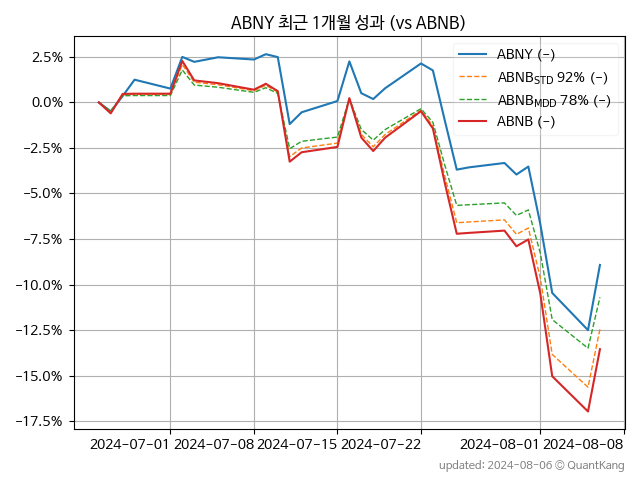 ABNY 최근 1개월 성과 (vs ABNB)
ABNY (–)
ABNB_STD 92% (–)
ABNB_MDD 78% (–)
ABNB (–)
2.5%
0.0%
−2.5%
−5.0%
−7.5%
−10.0%
−12.5%
−15.0%
−17.5%
2024-07-01 2024-07-08 2024-07-15 2024-07-22 2024-08-01 2024-08-08
updated: 2024-08-06 © QuantKang